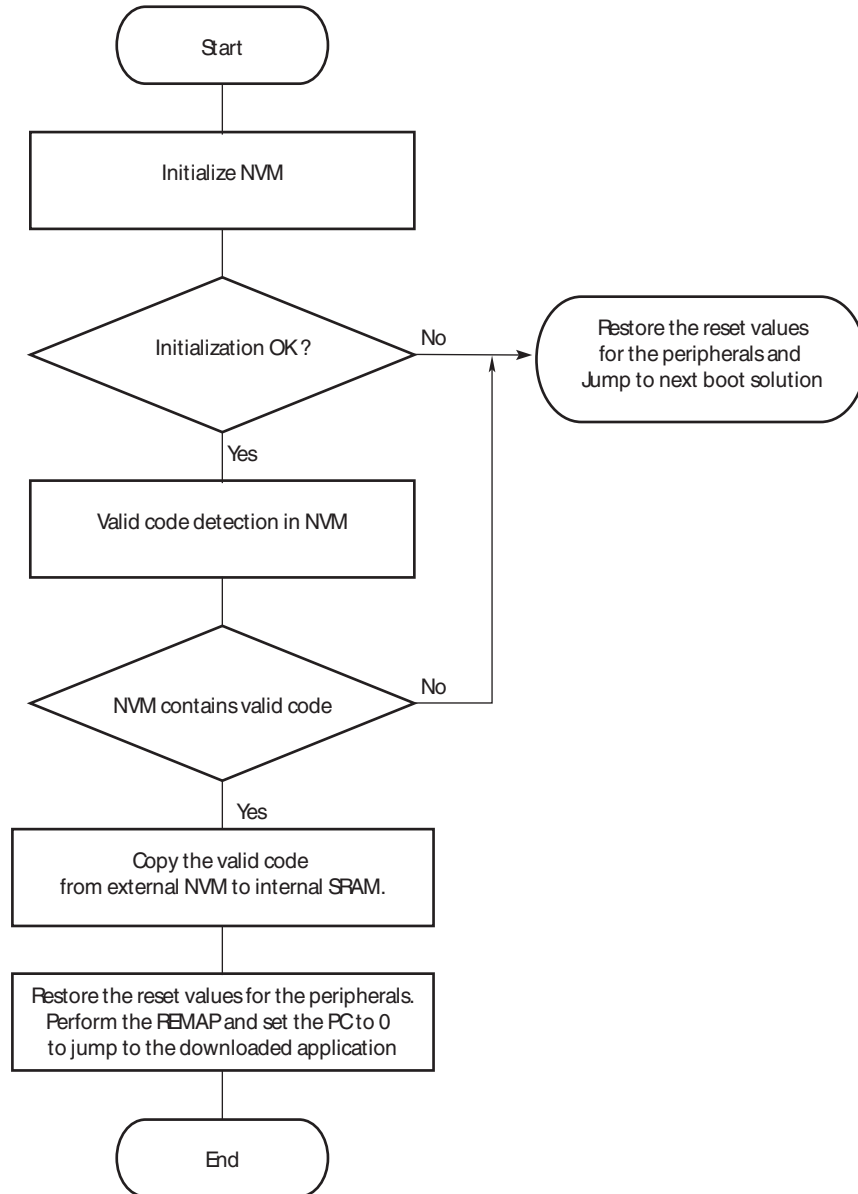 Start
Initialize NVM
Initialization OK ?
No
Restore the reset values
for the peripherals and
Jump to next boot solution
Yes
Valid code detection in NVM
NVM contains valid code
No
Yes
Copy the valid code
from external NVM to internal SRAM.
Restore the reset values for the peripherals.
Perform the REMAP and set the PC to 0
to jump to the downloaded application
End